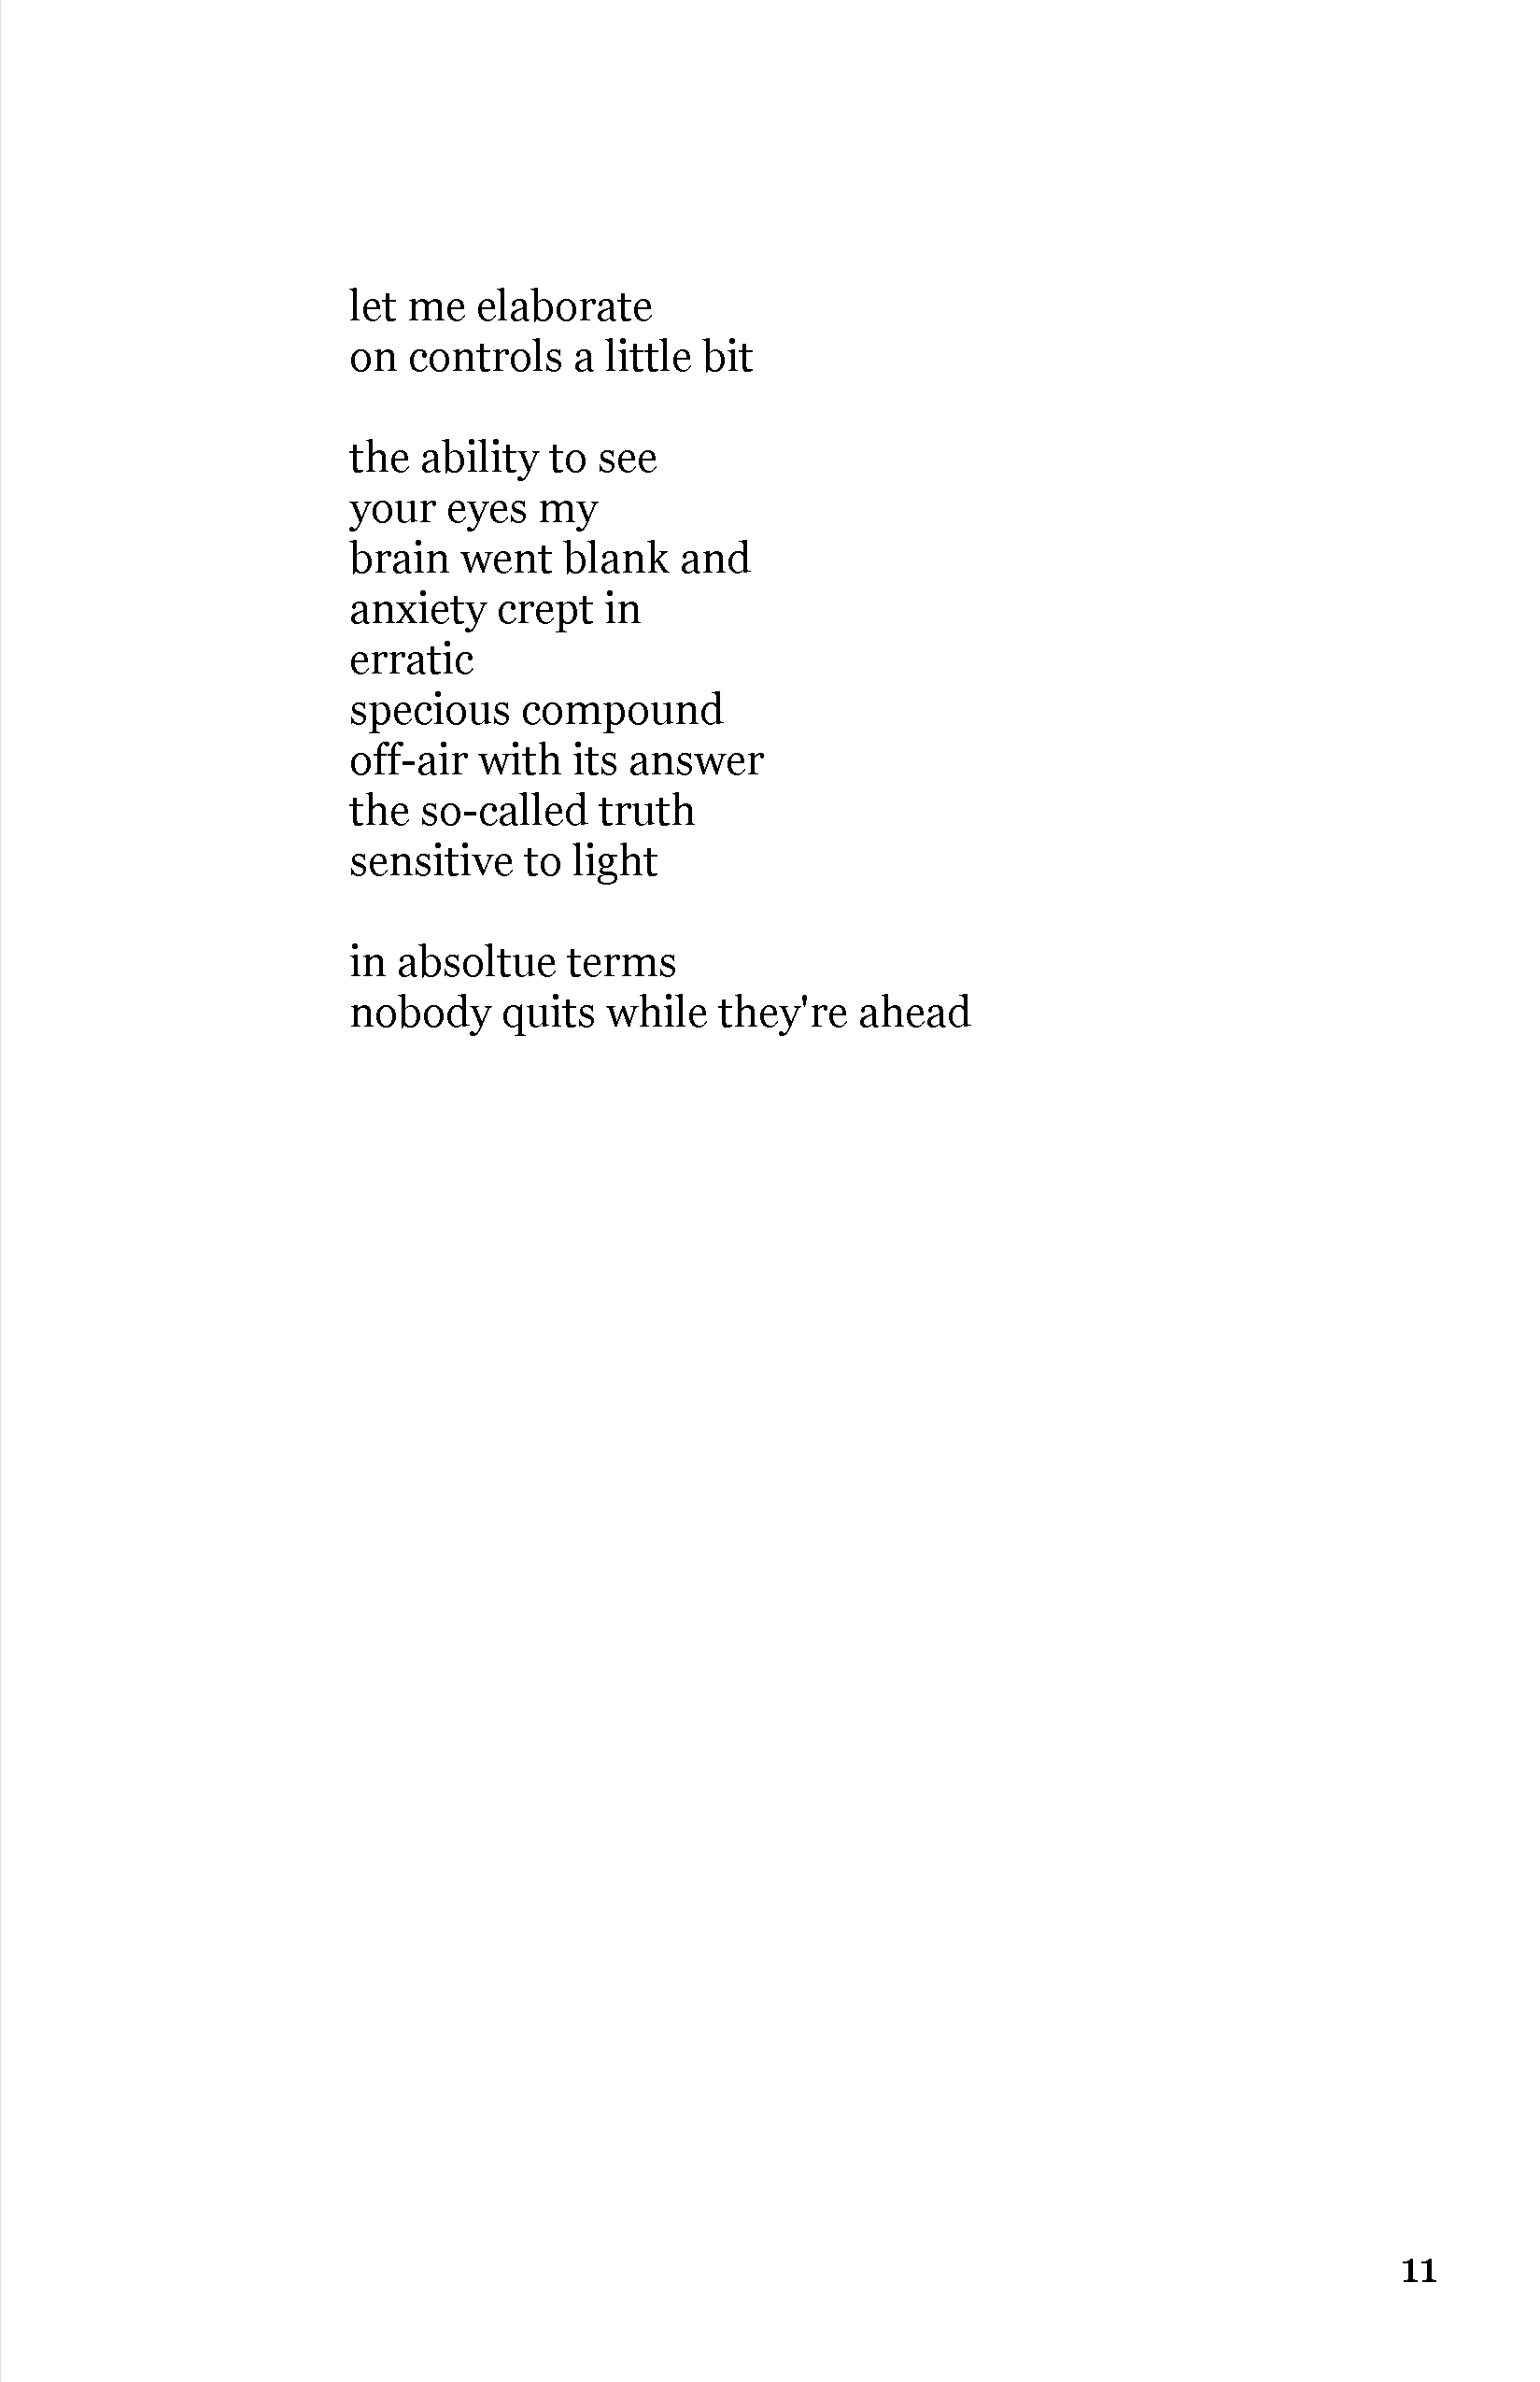 let me elaborate
on controls a little bit
the ability to see
your eyes my
brain went blank and
anxiety crept in
erratic
specious compound
off-air with its answer
the so-called truth
sensitive to light
in absoltue terms
nobody quits while they're ahead
11